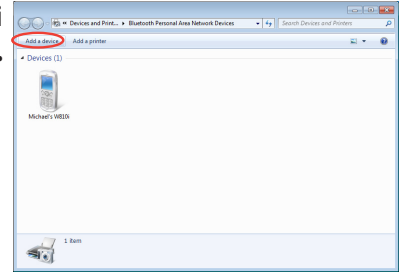 « Devices and Print... ▸ Bluetooth Personal Area Network Devices
Search Devices and Printers
Add a device Add a printer
Devices (1)
Michael's W810i
1 item